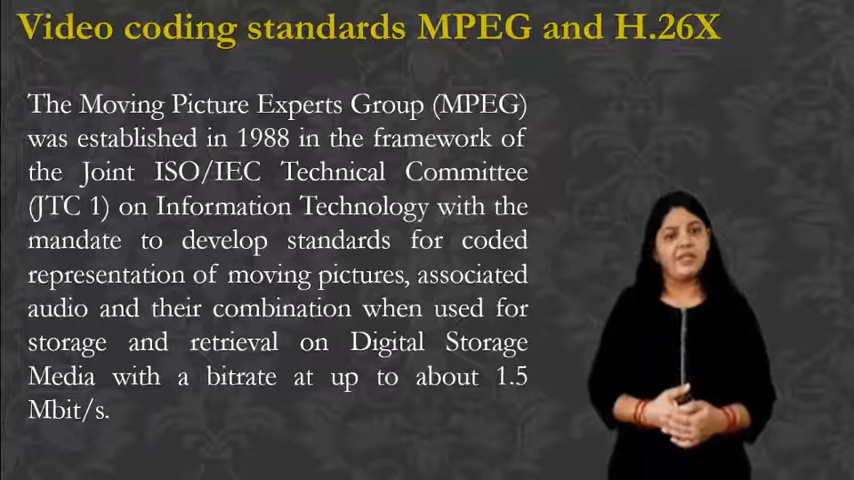 Video coding standards MPEG and H.26X
The Moving Picture Experts Group (MPEG)
was established in 1988 in the framework of
the Joint ISO/IEC Technical Committee
(JTC 1) on Information Technology with the
mandate to develop standards for coded
representation of moving pictures, associated
audio and their combination when used for
storage and retrieval on Digital Storage
Media with a bitrate at up to about 1.5
Mbit/s.